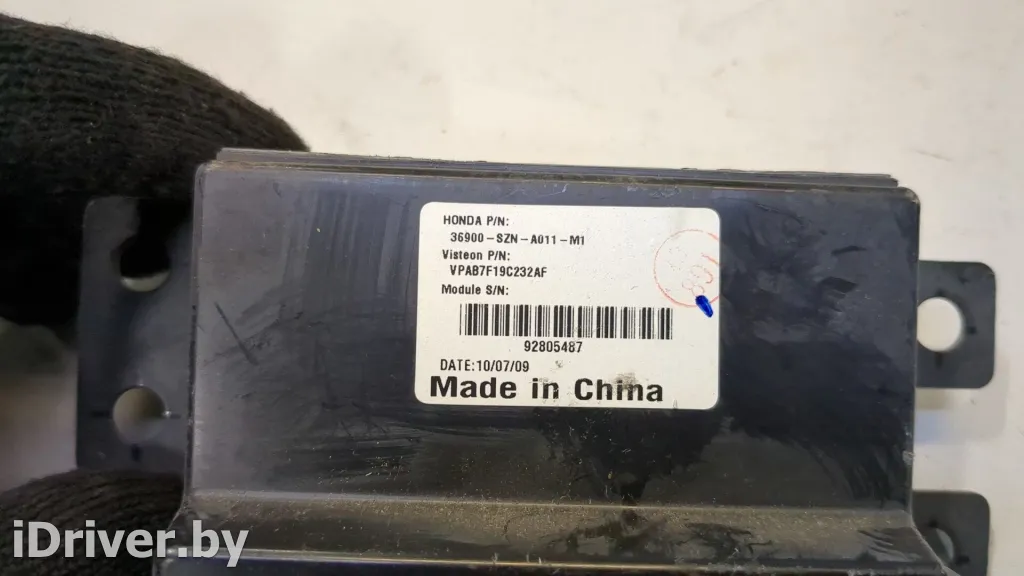 HONDA P/N:
36900-SZN-A011-M1
Visteon P/N:
VPAB7F19C232AF
Module S/N:
92805487
DATE:10/07/09
Made in China
iDriver.by